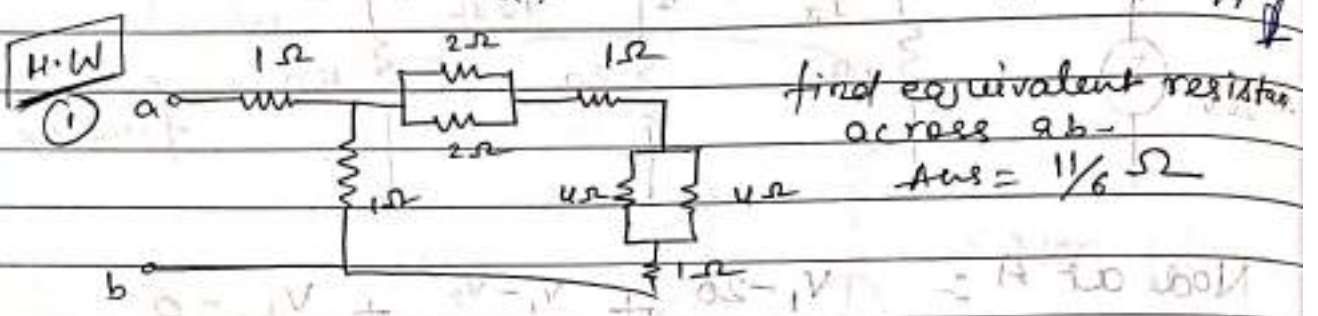 H.W
1
1Ω
2Ω
1Ω
a
2Ω
find equivalent resistan
across ab-
Ans = 11/6 Ω
1Ω
4Ω
4Ω
1Ω
b